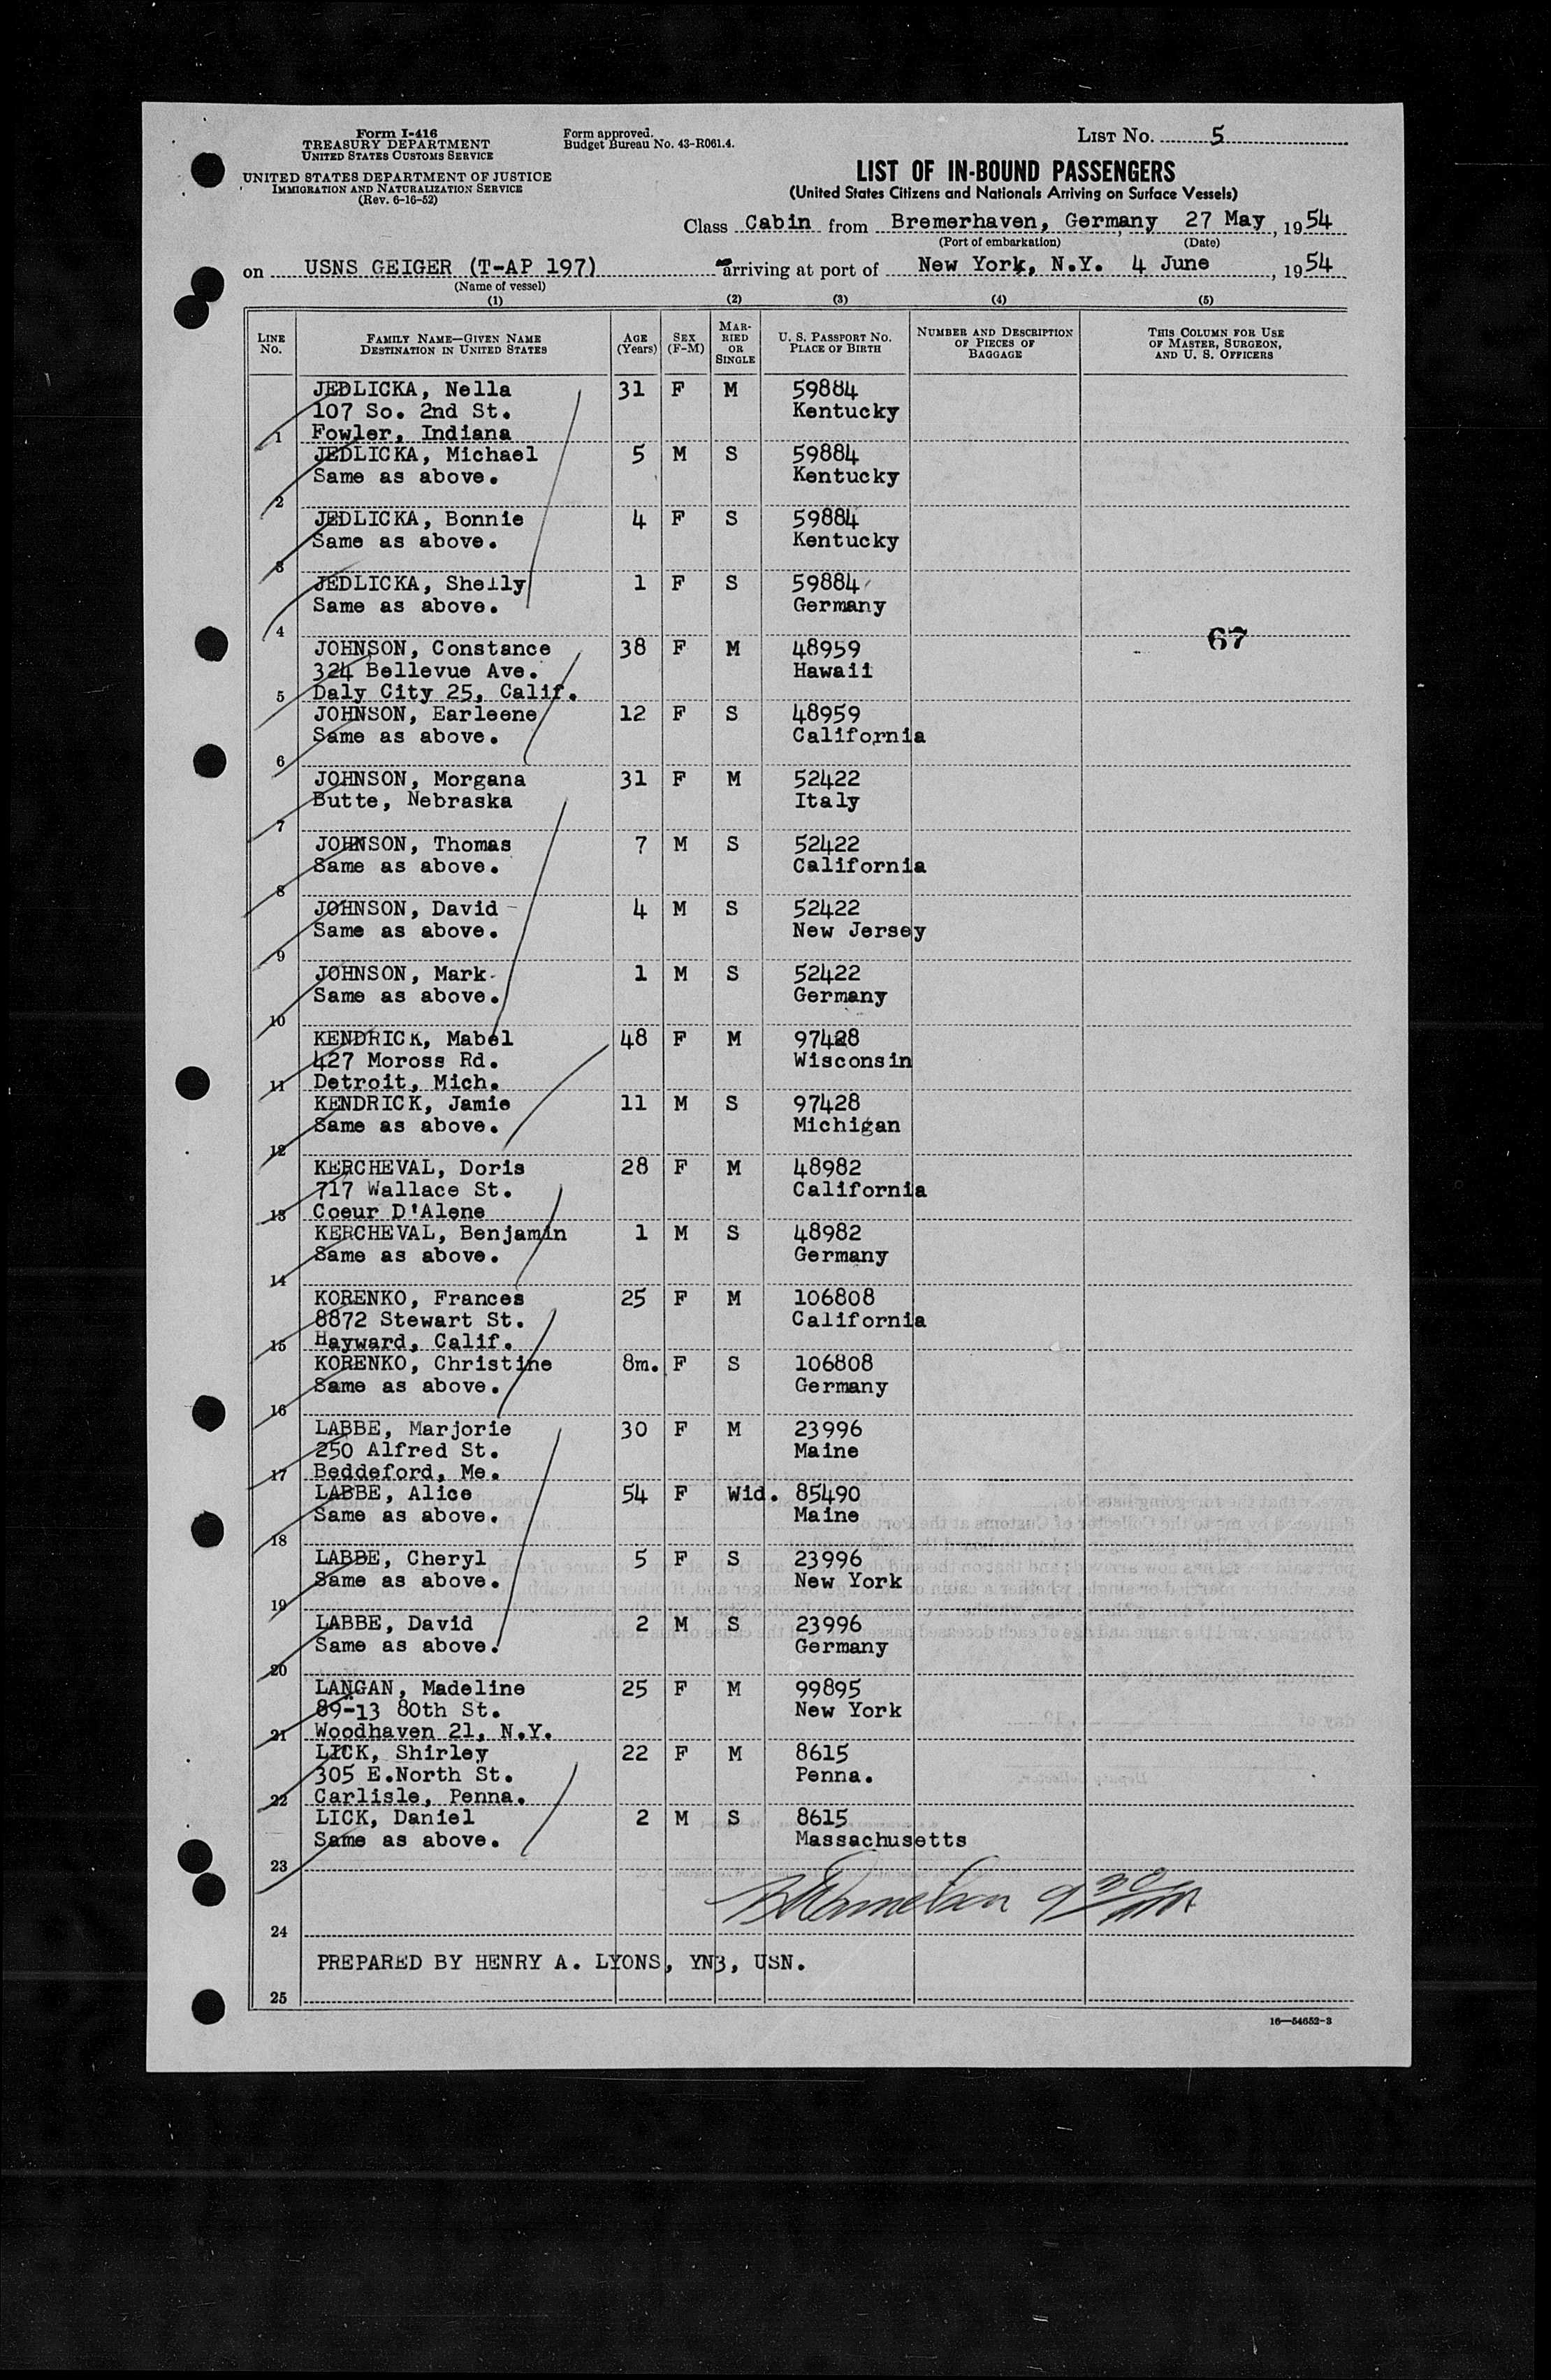 Form I-416
TREASURY DEPARTMENT
UNITED STATES CUSTOMS SERVICE
UNITED STATES DEPARTMENT OF JUSTICE
IMMIGRATION AND NATURALIZATION SERVICE
(Rev. 6-16-52)
Form approved.
Budget Bureau No. 43-R061.4.
LIST No. 5
LIST OF IN-BOUND PASSENGERS
(United States Citizens and Nationals Arriving on Surface Vessels)
Class Cabin from Bremerhaven, Germany 27 May, 1954
(Port of embarkation) (Date)
on USNS GEIGER (T-AP 197) arriving at port of New York, N.Y. 4 June, 1954
(Name of vessel)
(1) (2) (3) (4) (5)
LINE No. FAMILY NAME—GIVEN NAME DESTINATION IN UNITED STATES AGE (Years) SEX (F-M) MARRIED OR SINGLE U. S. PASSPORT No. PLACE OF BIRTH NUMBER AND DESCRIPTION OF PIECES OF BAGGAGE THIS COLUMN FOR USE OF MASTER, SURGEON, AND U. S. OFFICERS
JEDLICKA, Nella 31 F M 59884
107 So. 2nd St. Kentucky
1 Fowler, Indiana
JEDLICKA, Michael 5 M S 59884
Same as above. Kentucky
2
JEDLICKA, Bonnie 4 F S 59884
Same as above. Kentucky
3
JEDLICKA, Shelly 1 F S 59884
Same as above. Germany
4
67
JOHNSON, Constance 38 F M 48959
324 Bellevue Ave. Hawaii
5 Daly City 25, Calif.
JOHNSON, Earleene 12 F S 48959
Same as above. California
6
JOHNSON, Morgana 31 F M 52422
Butte, Nebraska Italy
7
JOHNSON, Thomas 7 M S 52422
Same as above. California
8
JOHNSON, David 4 M S 52422
Same as above. New Jersey
9
JOHNSON, Mark 1 M S 52422
Same as above. Germany
10
KENDRICK, Mabel 48 F M 97428
427 Moross Rd. Wisconsin
11 Detroit, Mich.
KENDRICK, Jamie 11 M S 97428
Same as above. Michigan
12
KERCHEVAL, Doris 28 F M 48982
717 Wallace St. California
13 Coeur D'Alene
KERCHEVAL, Benjamin 1 M S 48982
Same as above. Germany
14
KORENKO, Frances 25 F M 106808
8872 Stewart St. California
15 Hayward, Calif.
KORENKO, Christine 8m. F S 106808
Same as above. Germany
16
LABBE, Marjorie 30 F M 23996
250 Alfred St. Maine
17 Beddeford, Me.
LABBE, Alice 54 F Wid. 85490
Same as above. Maine
18
LABBE, Cheryl 5 F S 23996
Same as above. New York
19
LABBE, David 2 M S 23996
Same as above. Germany
20
LANGAN, Madeline 25 F M 99895
89-13 80th St. New York
21 Woodhaven 21, N.Y.
LICK, Shirley 22 F M 8615
305 E.North St. Penna.
22 Carlisle, Penna.
LICK, Daniel 2 M S 8615
Same as above. Massachusetts
23
24
PREPARED BY HENRY A. LYONS, YN3, USN.
25
16—54652-3